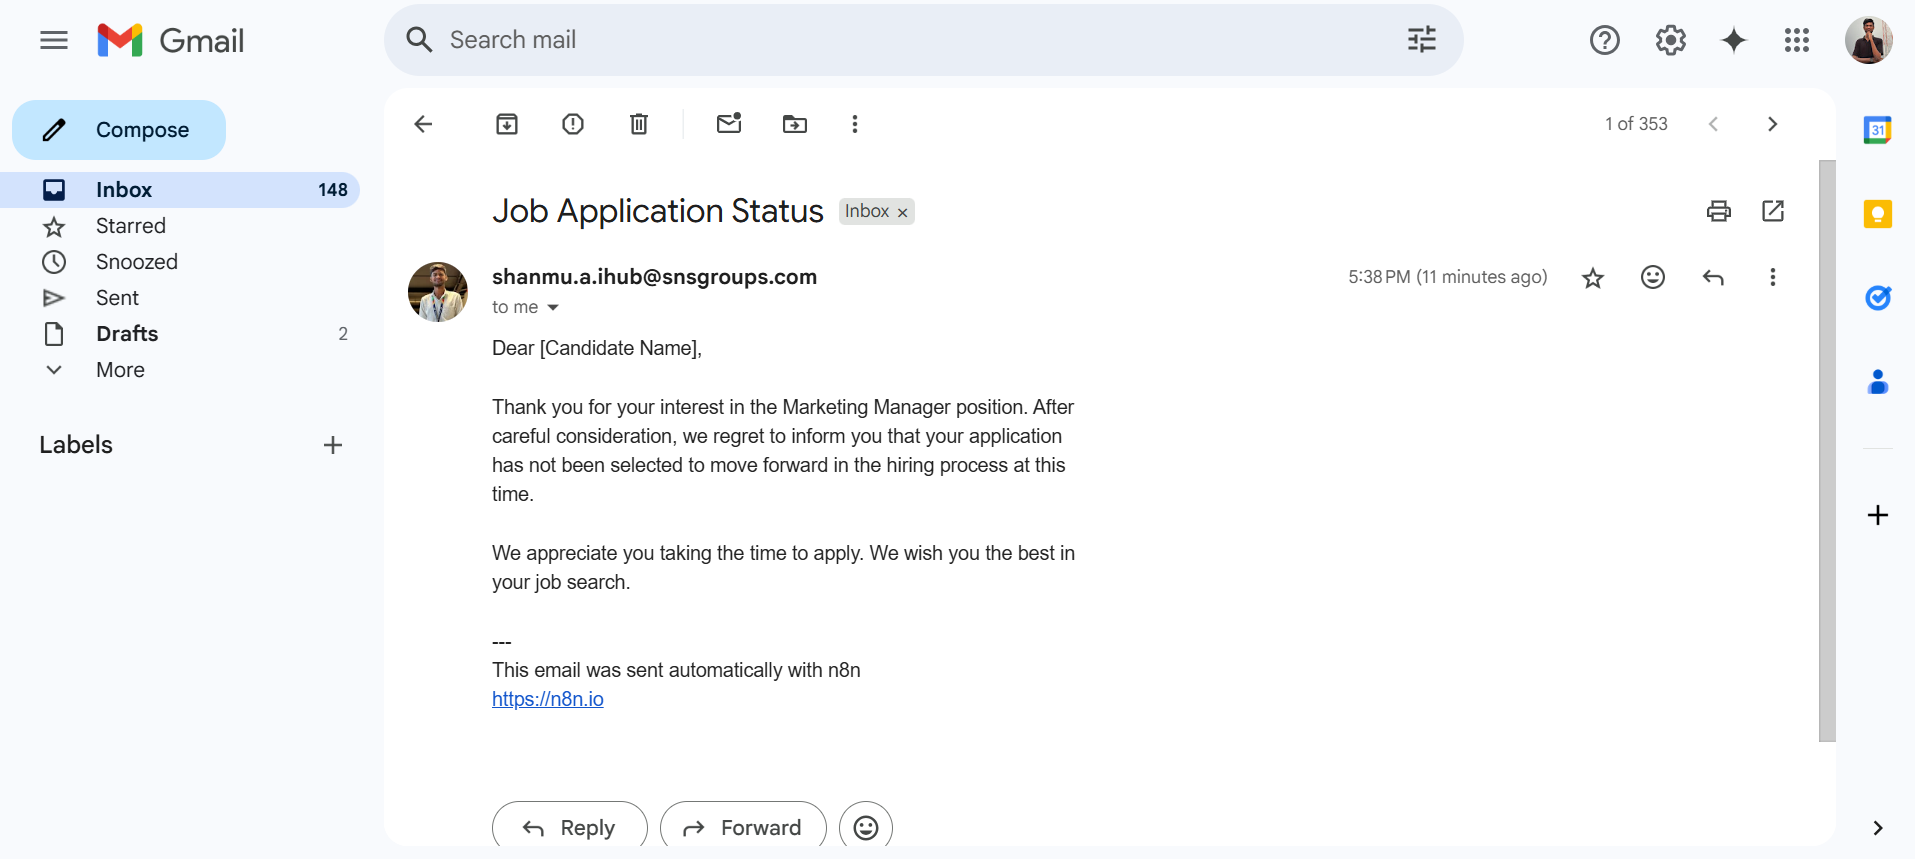 Gmail
Search mail
Compose
Inbox 148
Starred
Snoozed
Sent
Drafts 2
More
Labels
1 of 353
31
Job Application Status Inbox
shanmu.a.ihub@snsgroups.com 5:38 PM (11 minutes ago)
to me
Dear [Candidate Name],
Thank you for your interest in the Marketing Manager position. After
careful consideration, we regret to inform you that your application
has not been selected to move forward in the hiring process at this
time.
We appreciate you taking the time to apply. We wish you the best in
your job search.
---
This email was sent automatically with n8n
https://n8n.io
Reply
Forward